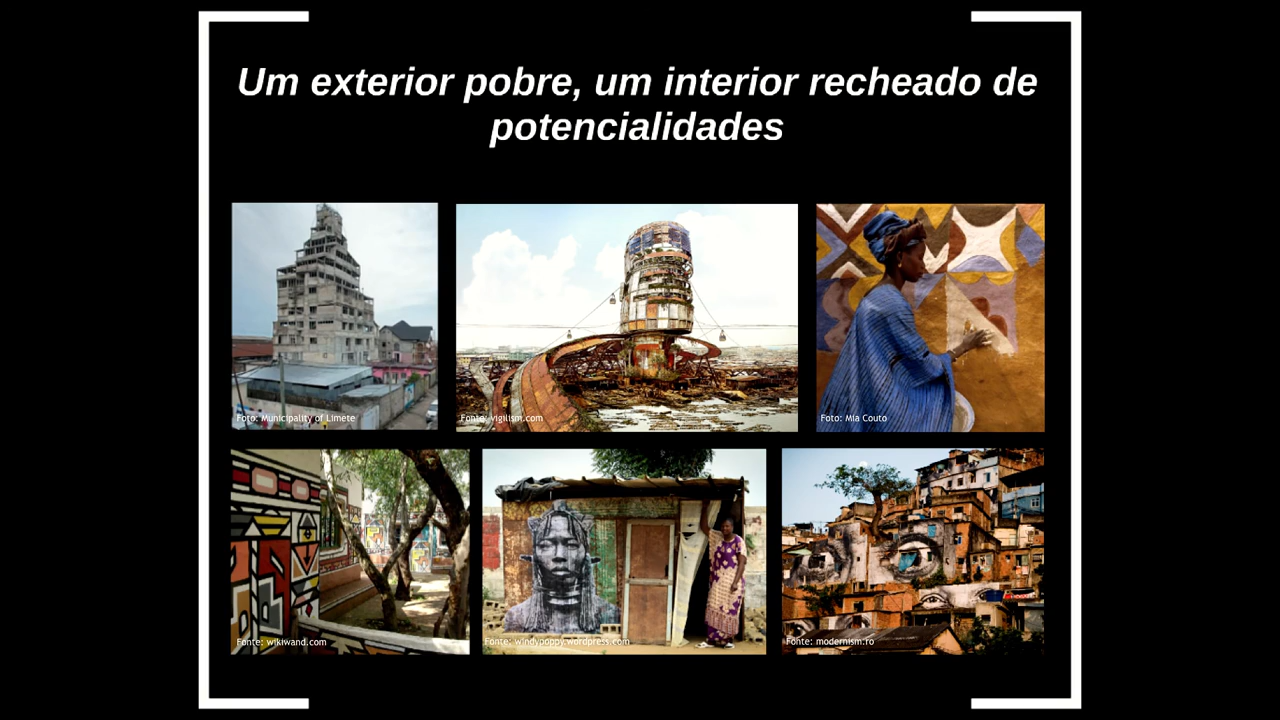 Um exterior pobre, um interior recheado de
potencialidades
Foto: Municipality of Limete
Fonte: vigilism.com
Foto: Mia Couto
Fonte: wikiwand.com
Fonte: windypoppy.wordpress.com
Fonte: modernism.ro